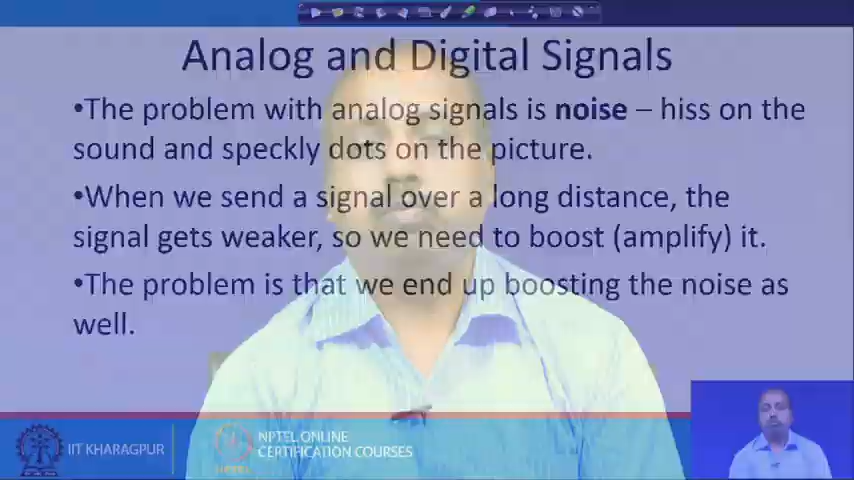 Analog and Digital Signals
•The problem with analog signals is noise – hiss on the
sound and speckly dots on the picture.
•When we send a signal over a long distance, the
signal gets weaker, so we need to boost (amplify) it.
•The problem is that we end up boosting the noise as
well.
IIT KHARAGPUR
NPTEL ONLINE
CERTIFICATION COURSES